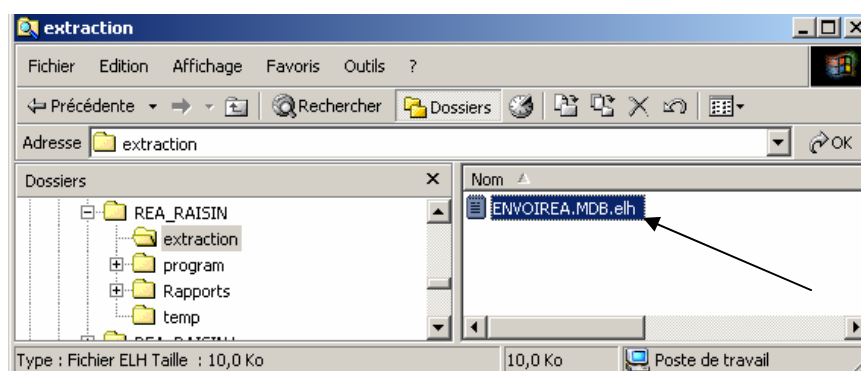 extraction
Fichier Edition Affichage Favoris Outils ?
Précédente Rechercher Dossiers
Adresse extraction OK
Dossiers
REA_RAISIN
extraction
program
Rapports
temp
Nom
ENVOIREA.MDB.elh
Type : Fichier ELH Taille : 10,0 Ko 10,0 Ko Poste de travail